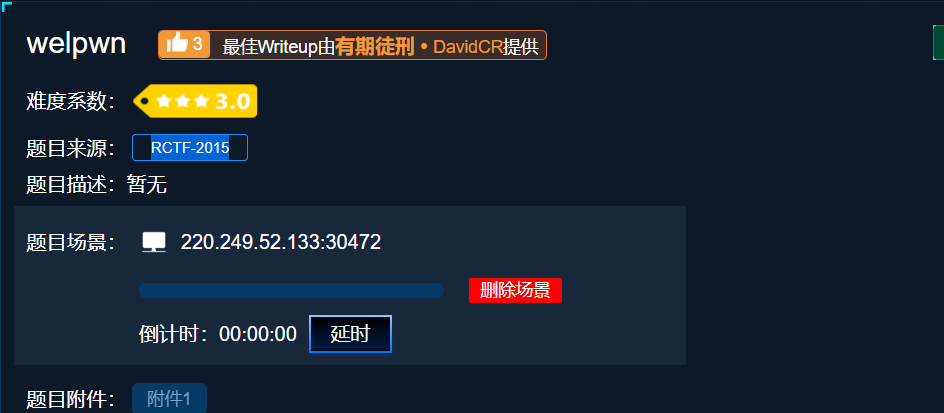 welpwn 3 最佳Writeup由有期徒刑 • DavidCR提供
难度系数： 3.0
题目来源： RCTF-2015
题目描述：暂无
题目场景： 220.249.52.133:30472
删除场景
倒计时：00:00:00 延时
题目附件： 附件1